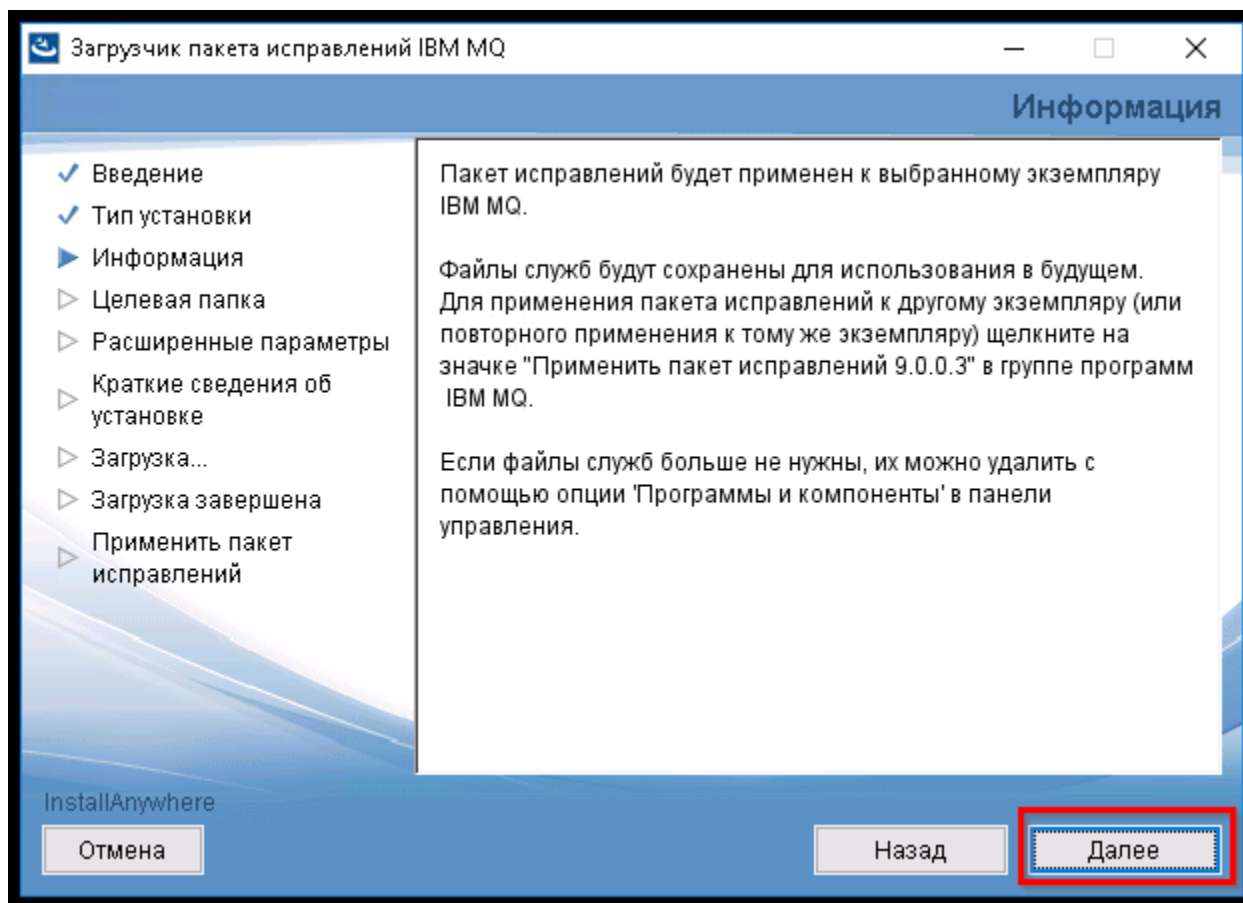 Загрузчик пакета исправлений IBM MQ
Информация
Введение
Тип установки
Информация
Целевая папка
Расширенные параметры
Краткие сведения об
установке
Загрузка...
Загрузка завершена
Применить пакет
исправлений
Пакет исправлений будет применен к выбранному экземпляру
IBM MQ.
Файлы служб будут сохранены для использования в будущем.
Для применения пакета исправлений к другому экземпляру (или
повторного применения к тому же экземпляру) щелкните на
значке "Применить пакет исправлений 9.0.0.3" в группе программ
IBM MQ.
Если файлы служб больше не нужны, их можно удалить с
помощью опции 'Программы и компоненты' в панели
управления.
InstallAnywhere
Отмена
Назад
Далее